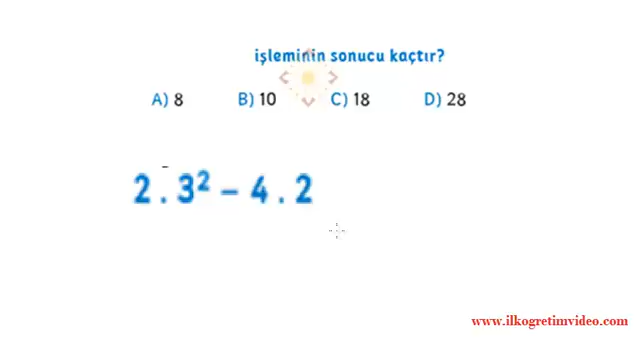 işleminin sonucu kaçtır?
A) 8 B) 10 C) 18 D) 28
2 . 3² – 4 . 2
www.ilkogretimvideo.com